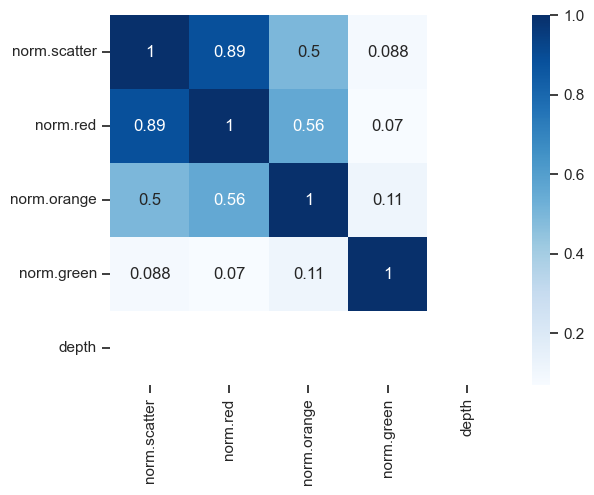 norm.scatter 1 0.89 0.5 0.088
norm.red 0.89 1 0.56 0.07
norm.orange 0.5 0.56 1 0.11
norm.green 0.088 0.07 0.11 1
depth
norm.scatter
norm.red
norm.orange
norm.green
depth
1.0
0.8
0.6
0.4
0.2